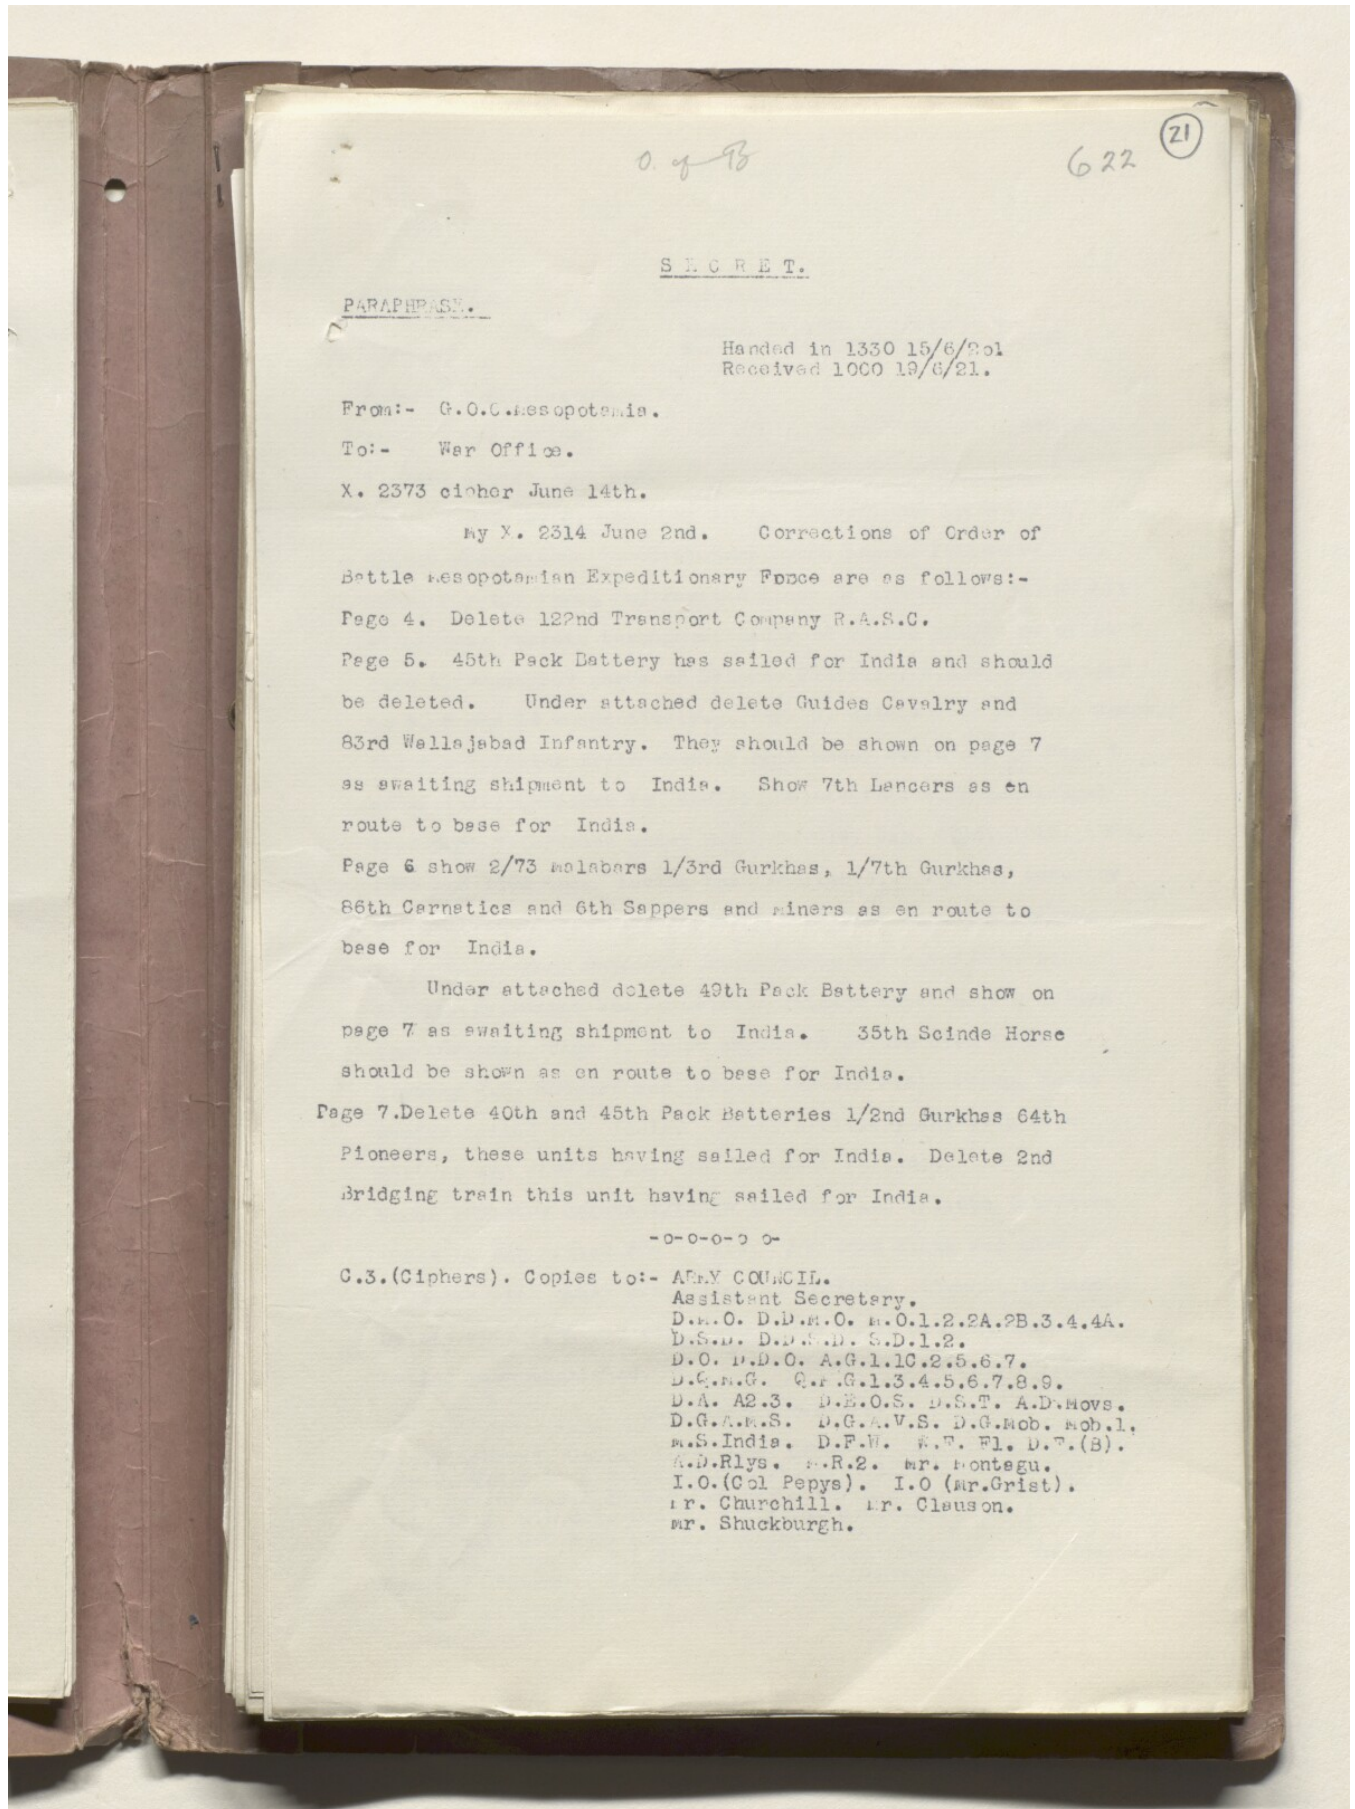 O. of B
622
21
SECRET.
PARAPHRASE.
Handed in 1330 15/6/2o1
Received 1000 19/6/21.
From:- G.O.C.Mesopotamia.
To:- War Office.
X. 2373 cipher June 14th.
My X. 2314 June 2nd. Corrections of Order of
Battle Mesopotamian Expeditionary Fonce are as follows:-
Page 4. Delete 122nd Transport Company R.A.S.C.
Page 5. 45th Pack Battery has sailed for India and should
be deleted. Under attached delete Guides Cavalry and
83rd Wallajabad Infantry. They should be shown on page 7
as awaiting shipment to India. Show 7th Lancers as en
route to base for India.
Page 6 show 2/73 Malabars 1/3rd Gurkhas, 1/7th Gurkhas,
86th Carnatics and 6th Sappers and Miners as en route to
base for India.
Under attached delete 49th Pack Battery and show on
page 7 as awaiting shipment to India. 35th Scinde Horse
should be shown as en route to base for India.
Page 7.Delete 40th and 45th Pack Batteries 1/2nd Gurkhas 64th
Pioneers, these units having sailed for India. Delete 2nd
Bridging train this unit having sailed for India.
-o-o-o-o o-
C.3.(Ciphers). Copies to:- ARMY COUNCIL.
Assistant Secretary.
D.M.O. D.D.M.O. M.O.1.2.2A.2B.3.4.4A.
D.S.D. D.D.S.D. S.D.1.2.
D.O. D.D.O. A.G.1.1C.2.5.6.7.
D.Q.M.G. Q.M.G.1.3.4.5.6.7.8.9.
D.A. A2.3. D.E.O.S. D.S.T. A.D.Movs.
D.G.A.M.S. D.G.A.V.S. D.G.Mob. Mob.1.
M.S.India. D.F.W. F1. D.F.(B).
A.D.Rlys. M.R.2. Mr. Montagu.
I.O.(Col Pepys). I.O (Mr.Grist).
Mr. Churchill. Mr. Clauson.
Mr. Shuckburgh.